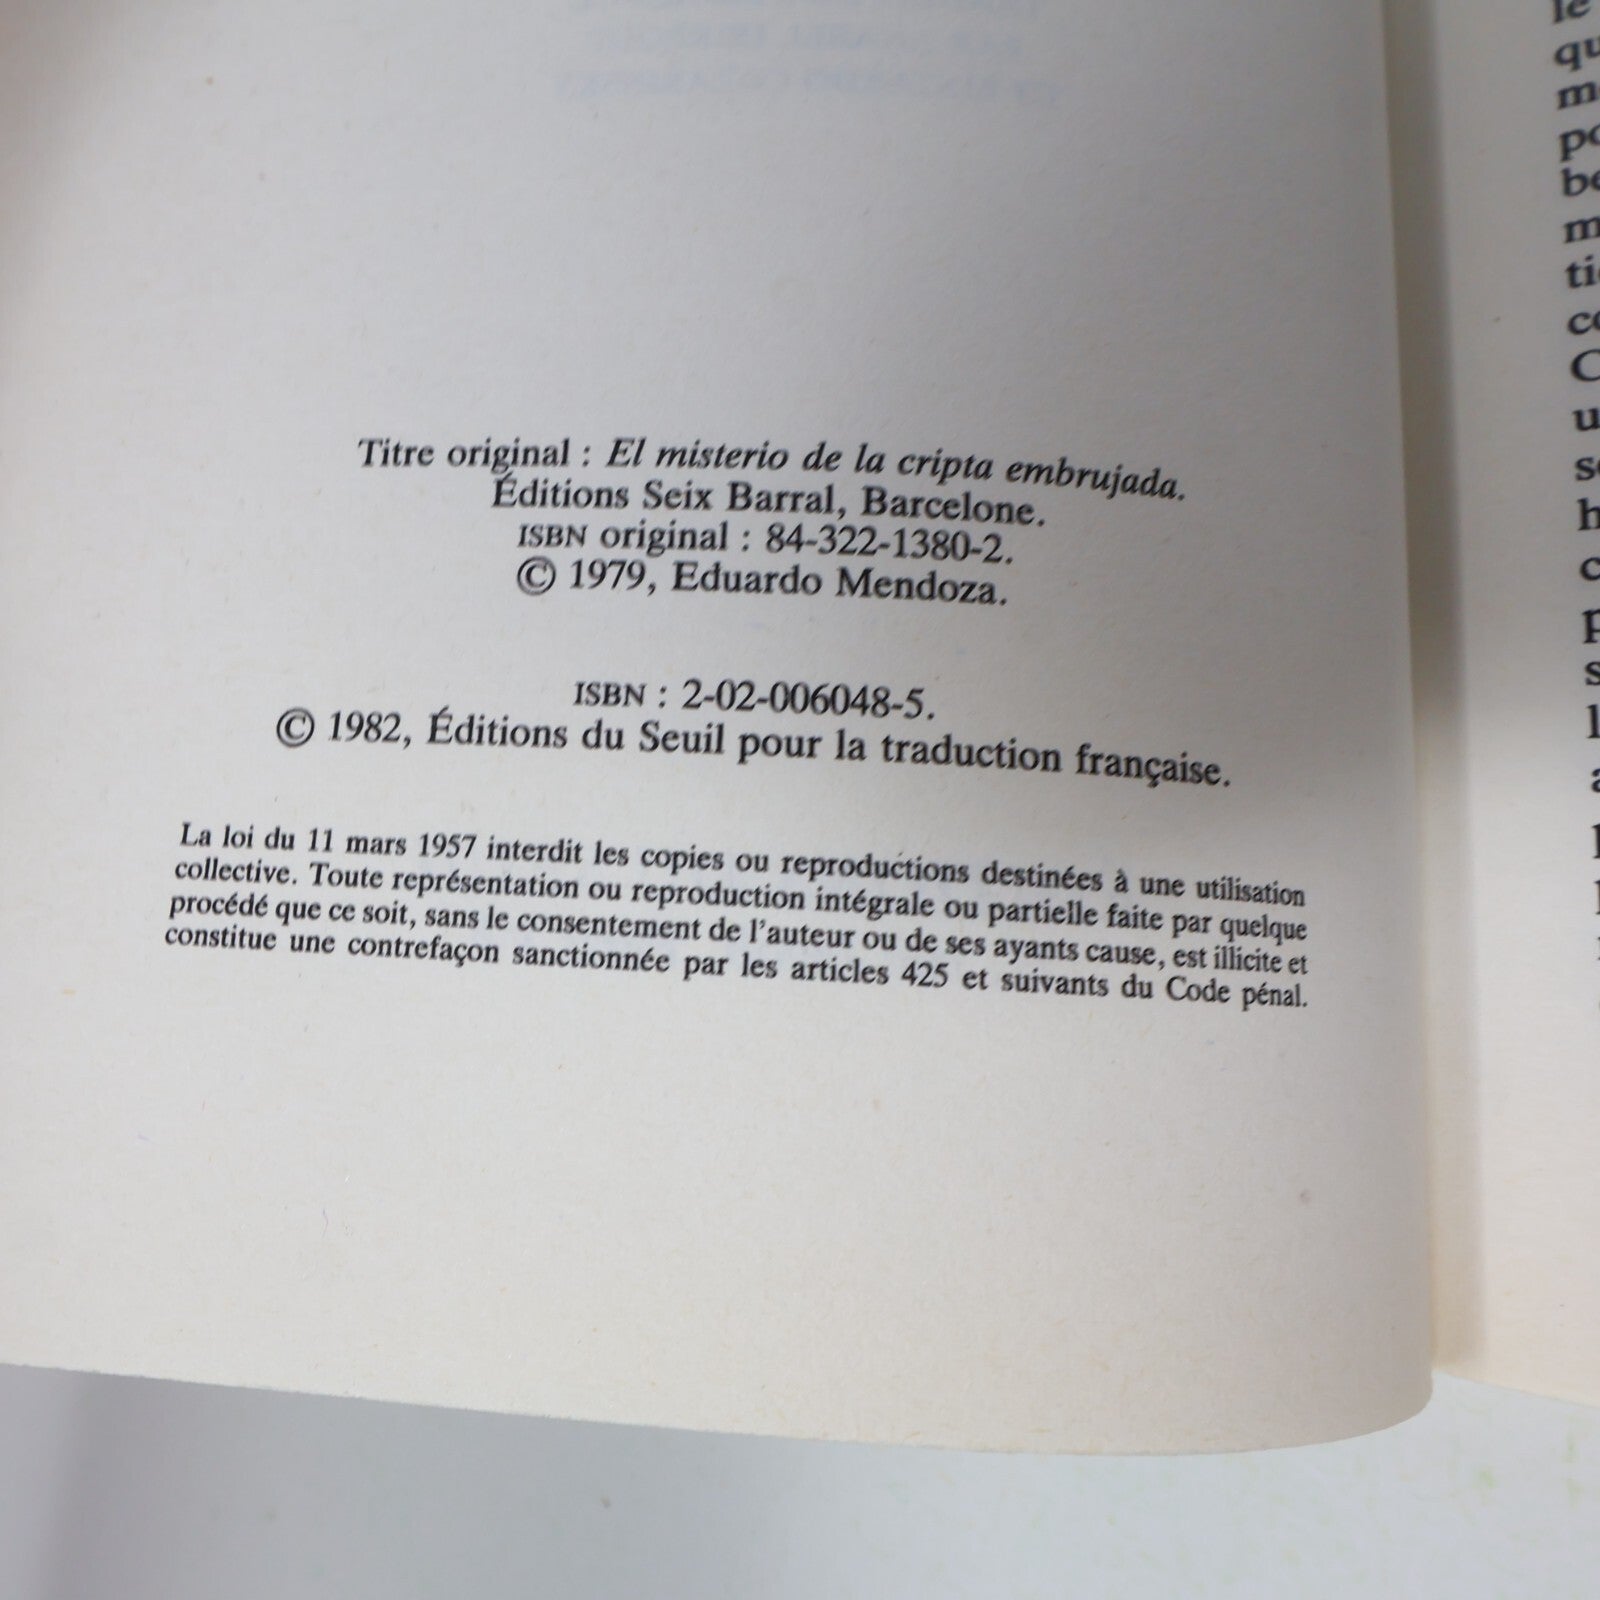 Titre original : El misterio de la cripta embrujada.
Éditions Seix Barral, Barcelone.
ISBN original : 84-322-1380-2.
© 1979, Eduardo Mendoza.
ISBN : 2-02-006048-5.
© 1982, Éditions du Seuil pour la traduction française.
La loi du 11 mars 1957 interdit les copies ou reproductions destinées à une utilisation
collective. Toute représentation ou reproduction intégrale ou partielle faite par quelque
procédé que ce soit, sans le consentement de l'auteur ou de ses ayants cause, est illicite et
constitue une contrefaçon sanctionnée par les articles 425 et suivants du Code pénal.